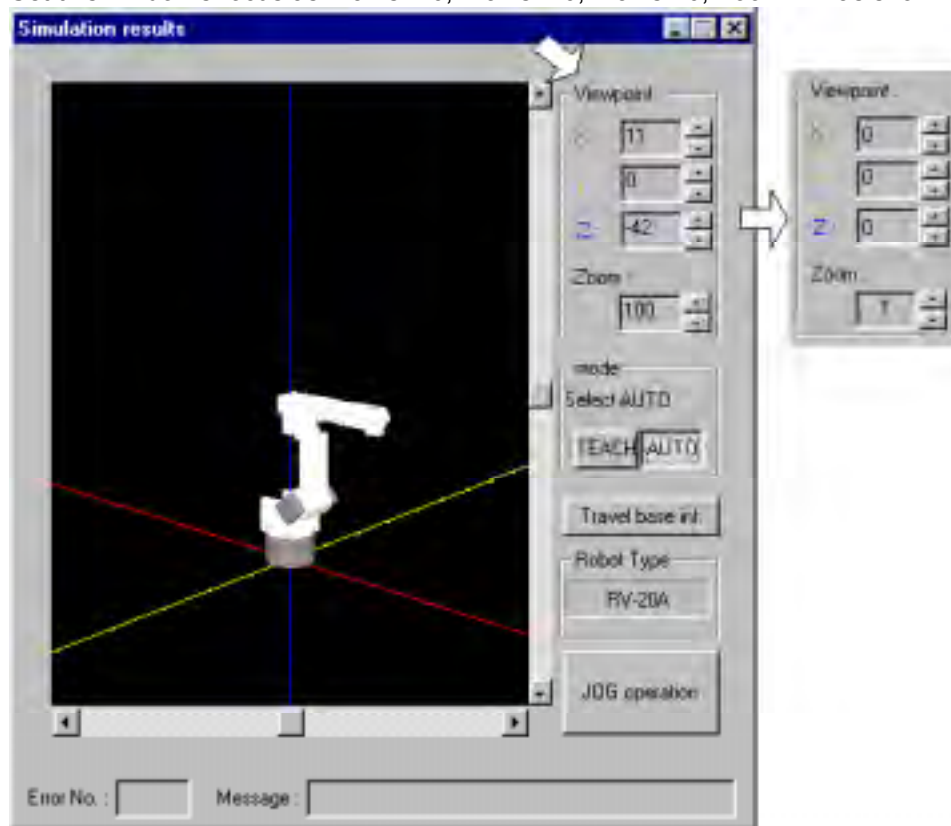 Simulation results
Viewpoint
X: 11
0
Z: -42
Zoom :
100
mode
Select AUTO
TEACH AUTO
Travel base inf.
Robot Type
RV-20A
JOG operation
Error No. :
Message :
Viewpoint
X: 0
0
Z: 0
Zoom
1